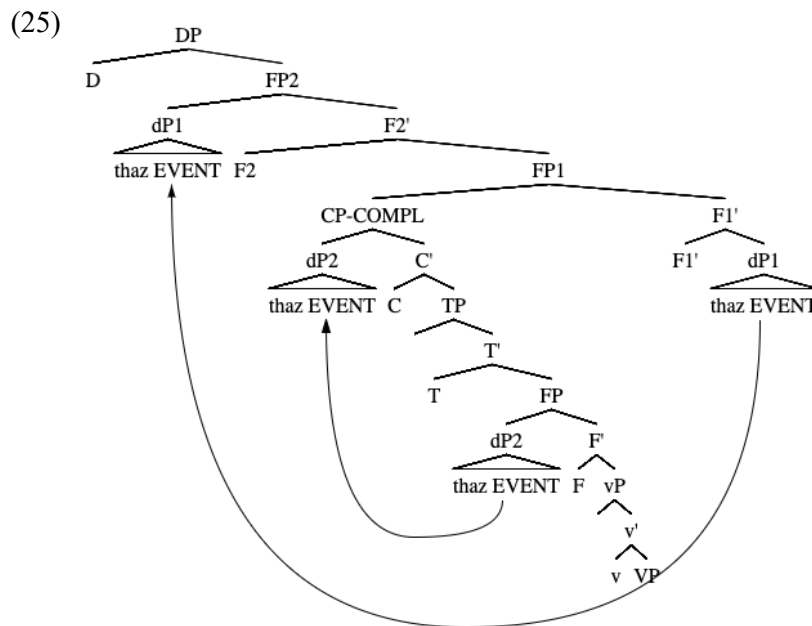 (25)
DP
D FP2
dP1 F2'
thaz EVENT F2 FP1
CP-COMPL F1'
dP2 C' F1' dP1
thaz EVENT C TP thaz EVENT
T'
T FP
dP2 F'
thaz EVENT F vP
v'
v VP